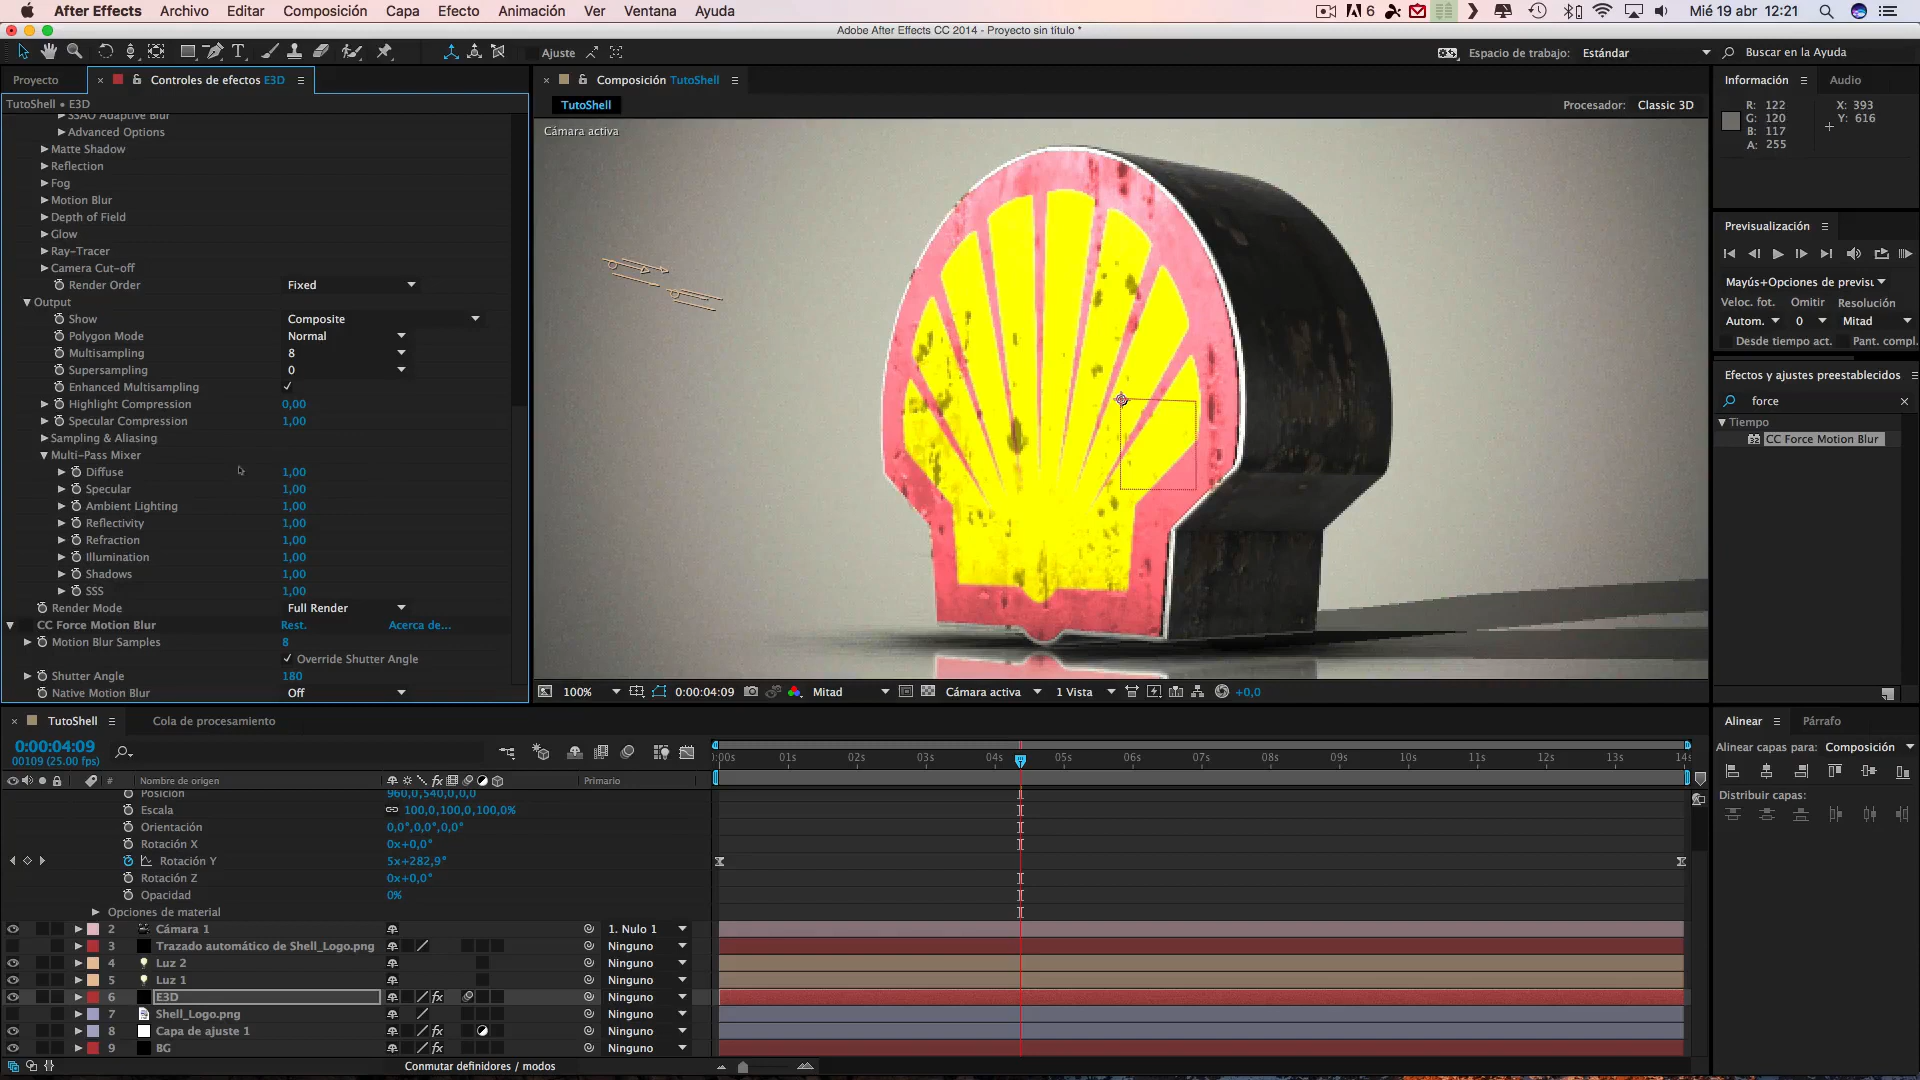 After Effects Archivo Editar Composición Capa Efecto Animación Ver Ventana Ayuda 6 Mié 19 abr 12:21
Adobe After Effects CC 2014 - Proyecto sin título *
Ajuste Espacio de trabajo: Estándar Buscar en la Ayuda
Proyecto × Controles de efectos E3D
TutoShell • E3D
SSAO Adaptive Blur
Advanced Options
Matte Shadow
Reflection
Fog
Motion Blur
Depth of Field
Glow
Ray-Tracer
Camera Cut-off
Render Order Fixed
Output
Show Composite
Polygon Mode Normal
Multisampling 8
Supersampling 0
Enhanced Multisampling
Highlight Compression 0,00
Specular Compression 1,00
Sampling & Aliasing
Multi-Pass Mixer
Diffuse 1,00
Specular 1,00
Ambient Lighting 1,00
Reflectivity 1,00
Refraction 1,00
Illumination 1,00
Shadows 1,00
SSS 1,00
Render Mode Full Render
CC Force Motion Blur Rest. Acerca de...
Motion Blur Samples 8
Override Shutter Angle
Shutter Angle 180
Native Motion Blur Off
× Composición TutoShell
TutoShell Procesador: Classic 3D
Cámara activa
100% 0:00:04:09 Mitad Cámara activa 1 Vista +0,0
Información Audio
R: 122 X: 393
G: 120 Y: 616
B: 117
A: 255
Previsualización
Mayús+Opciones de previsı
Veloc. fot. Omitir Resolución
Autom. 0 Mitad
Desde tiempo act. Pant. compl.
Efectos y ajustes preestablecidos
force ×
Tiempo
CC Force Motion Blur
Alinear Párrafo
Alinear capas para: Composición
Distribuir capas:
× TutoShell Cola de procesamiento
0:00:04:09
00109 (25.00 fps)
:00s 01s 02s 03s 04s 05s 06s 07s 08s 09s 10s 11s 12s 13s 14s
# Nombre de origen fx Primario
Posición 960,0,540,0,0,0
Escala 100,0,100,0,100,0%
Orientación 0,0°,0,0°,0,0°
Rotación X 0x+0,0°
Rotación Y 5x+282,9°
Rotación Z 0x+0,0°
Opacidad 0%
Opciones de material
2 Cámara 1 1. Nulo 1
3 Trazado automático de Shell_Logo.png Ninguno
4 Luz 2 Ninguno
5 Luz 1 Ninguno
6 E3D fx Ninguno
7 Shell_Logo.png Ninguno
8 Capa de ajuste 1 fx Ninguno
9 BG fx Ninguno
Conmutar definidores / modos